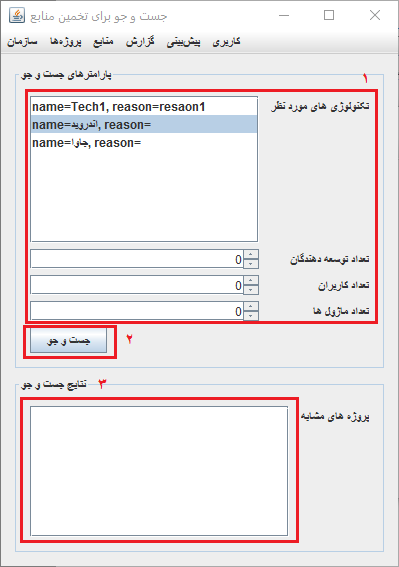 جست و جو برای تخمین منابع
کاربری پیش‌بینی گزارش منابع پروژه‌ها سازمان
پارامترهای جست و جو
۱
تکنولوژی های مورد نظر
name=Tech1, reason=resaon1
name=اندروید, reason=
name=جاوا, reason=
تعداد توسعه دهندگان
0
تعداد کاربران
0
تعداد ماژول ها
0
جست و جو
۲
نتایج جست و جو
۳
پروژه های مشابه